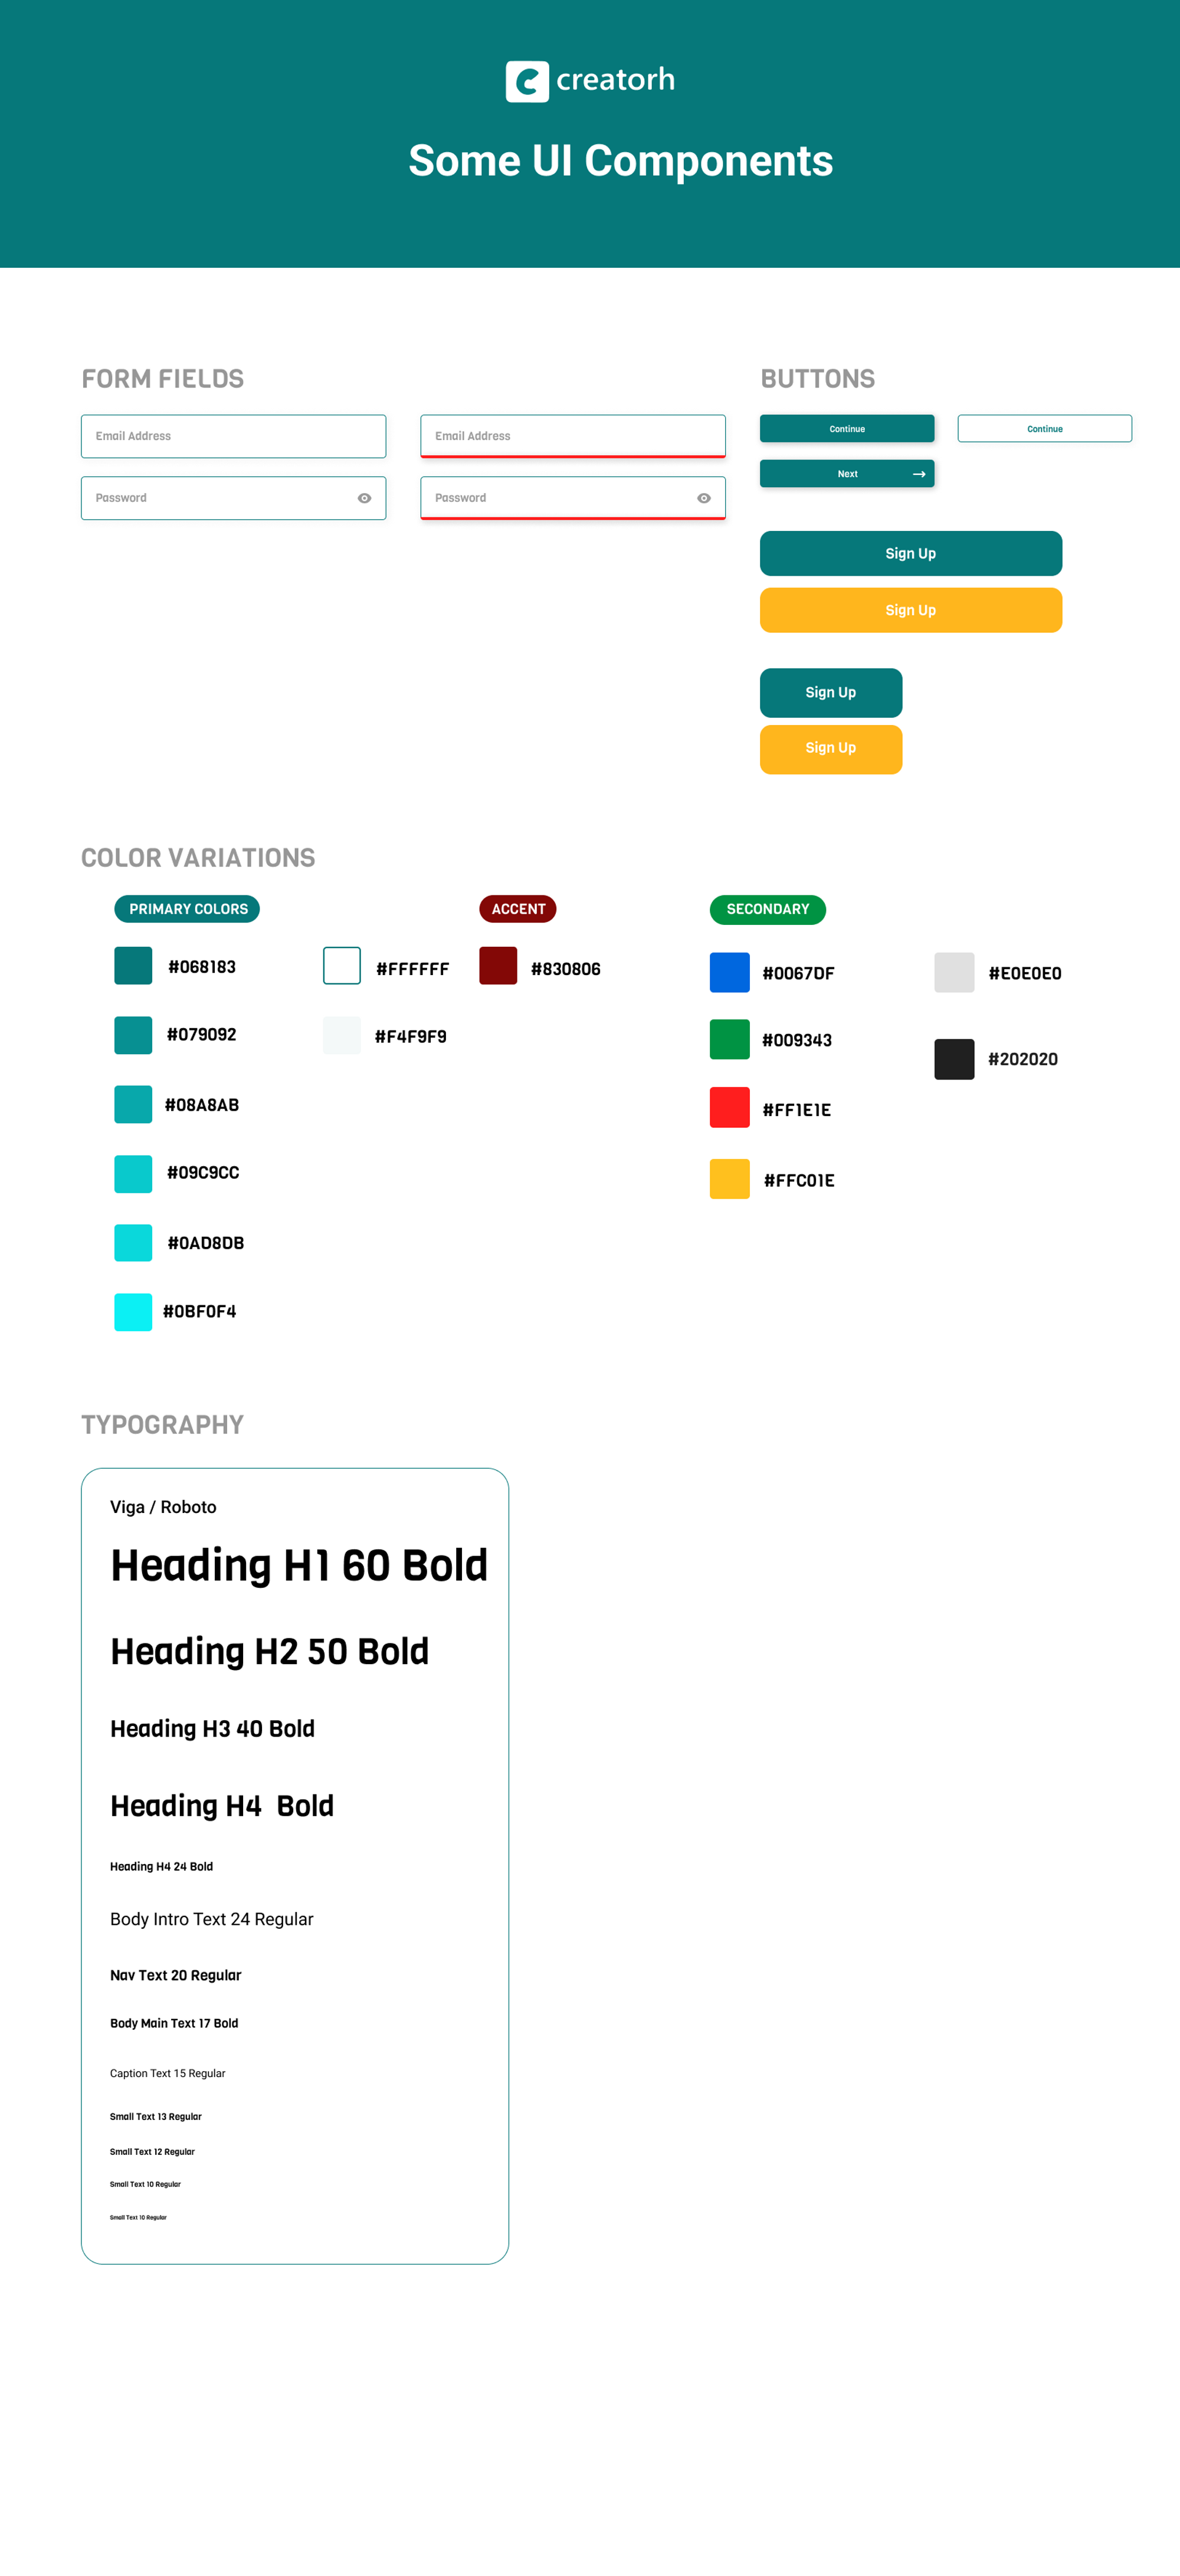 creatorh
Some UI Components
FORM FIELDS
Email Address
Email Address
Password
Password
BUTTONS
Continue
Continue
Next
Sign Up
Sign Up
Sign Up
Sign Up
COLOR VARIATIONS
PRIMARY COLORS
#068183
#FFFFFF
#079092
#F4F9F9
#08A8AB
#09C9CC
#0AD8DB
#0BF0F4
ACCENT
#830806
SECONDARY
#0067DF
#E0E0E0
#009343
#202020
#FF1E1E
#FFC01E
TYPOGRAPHY
Viga / Roboto
Heading H1 60 Bold
Heading H2 50 Bold
Heading H3 40 Bold
Heading H4  Bold
Heading H4 24 Bold
Body Intro Text 24 Regular
Nav Text 20 Regular
Body Main Text 17 Bold
Caption Text 15 Regular
Small Text 13 Regular
Small Text 12 Regular
Small Text 10 Regular
Small Text 10 Regular